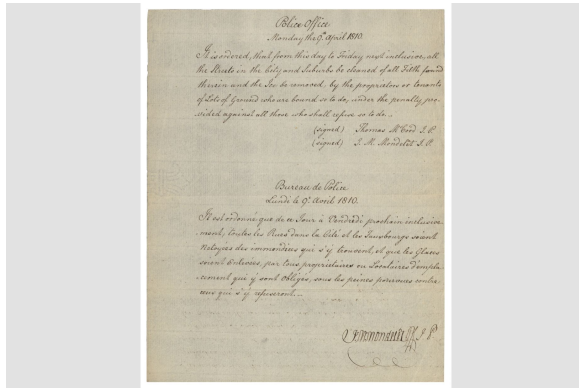 Police Office
Monday the 9th April 1810.
It is ordered, that from this day to Friday next inclusive, all
the Streets in the City and Suburbs be cleaned of all Filth found
therein and the Ice be removed, by the proprietors or tenants
of Lots of Ground who are bound so to do, under the penalty pro-
vided against all those who shall refuse so to do...
(signed) Thomas McCord J. P.
(signed) J. M. Mondelet J. P.
Bureau de Police
Lundi le 9e Avril 1810.
Il est ordonné que de ce Jour à Vendredi prochain inclusive
ment, toutes les Rues dans la Cité et les Fauxbourgs soient
Netoyées des immondices qui s'y trouvent, et que les Glaces
soient Enlevées, par tous proprietaires ou Locataires d'empla-
cement qui y sont Obligés, sous les peines pourvues contre
ceux qui s'y refuseront...
JMMondelet J P